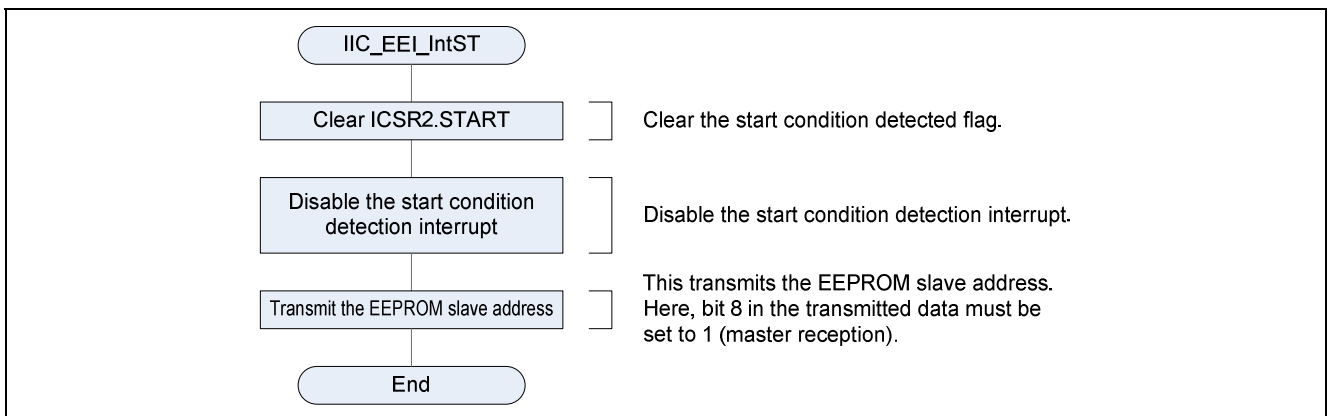 IIC_EEI_IntST
Clear ICSR2.START
Clear the start condition detected flag.
Disable the start condition
detection interrupt
Disable the start condition detection interrupt.
Transmit the EEPROM slave address
This transmits the EEPROM slave address.
Here, bit 8 in the transmitted data must be
set to 1 (master reception).
End